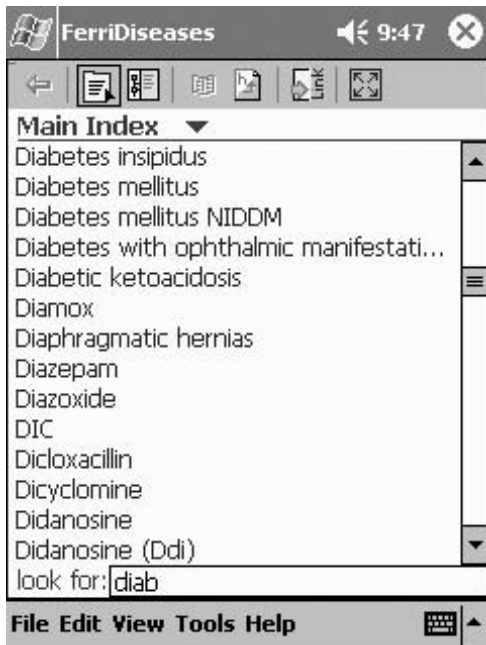 FerriDiseases 9:47
Link
Main Index
Diabetes insipidus
Diabetes mellitus
Diabetes mellitus NIDDM
Diabetes with ophthalmic manifestati...
Diabetic ketoacidosis
Diamox
Diaphragmatic hernias
Diazepam
Diazoxide
DIC
Dicloxacillin
Dicyclomine
Didanosine
Didanosine (Ddi)
look for: diab
File Edit View Tools Help